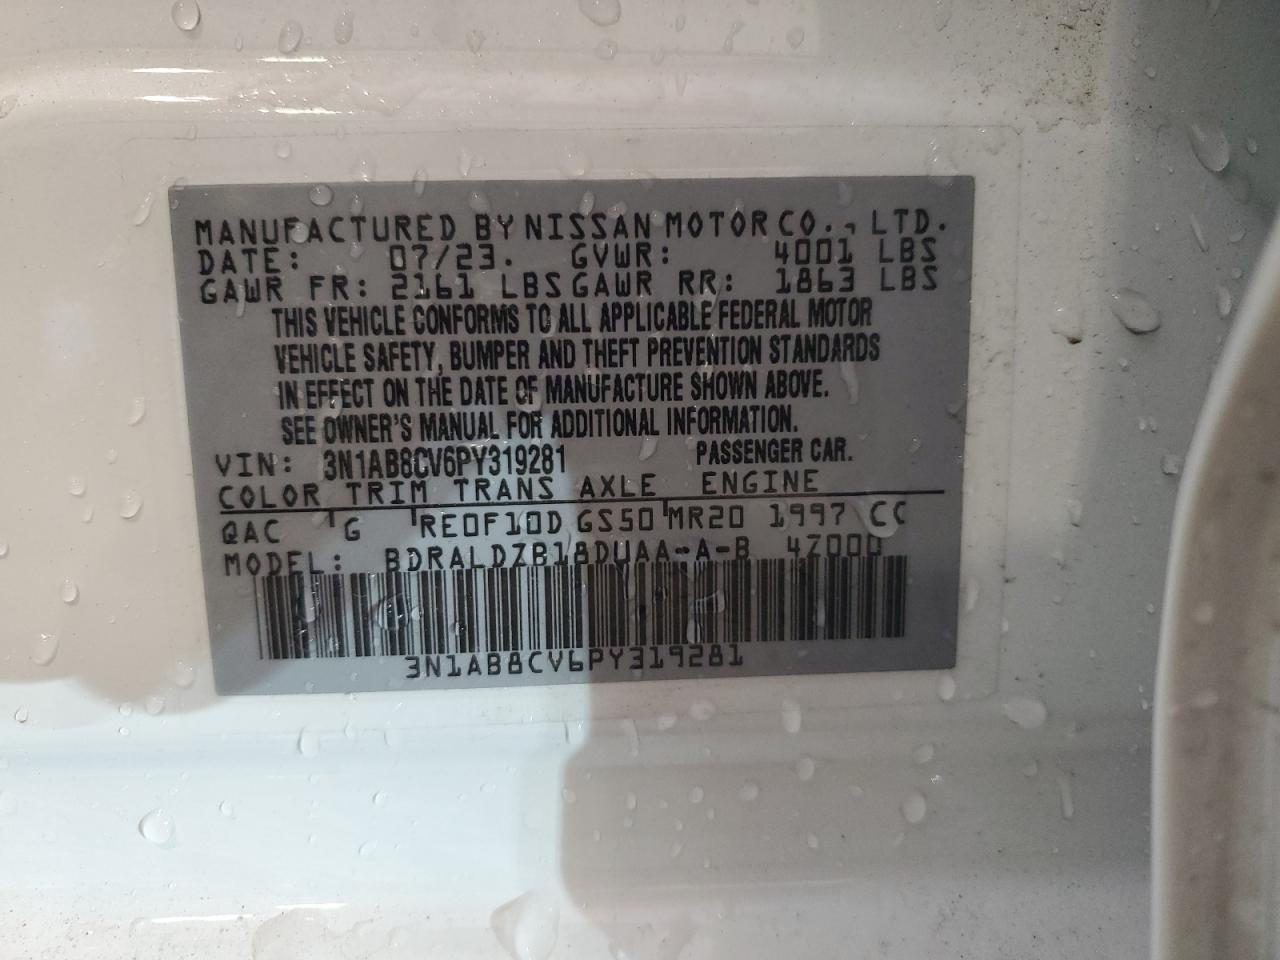 MANUFACTURED BY NISSAN MOTOR CO., LTD.
DATE: 07/23. GVWR: 4001 LBS
GAWR FR: 2161 LBS GAWR RR: 1863 LBS
THIS VEHICLE CONFORMS TO ALL APPLICABLE FEDERAL MOTOR
VEHICLE SAFETY, BUMPER AND THEFT PREVENTION STANDARDS
IN EFFECT ON THE DATE OF MANUFACTURE SHOWN ABOVE.
SEE OWNER'S MANUAL FOR ADDITIONAL INFORMATION.
VIN: 3N1AB8CV6PY319281 PASSENGER CAR.
COLOR TRIM TRANS AXLE ENGINE
QAC G RE0F10D GS50 MR20 1997 CC
MODEL: BDRALDZB18DUAA-A-B 4Z000
3N1AB8CV6PY319281